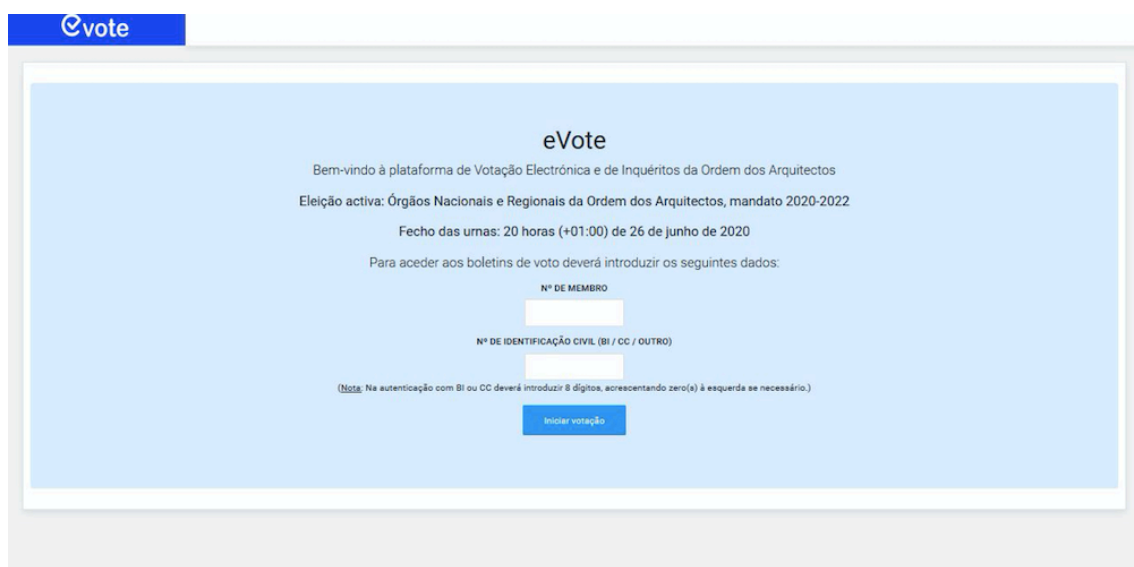 evote
eVote
Bem-vindo à plataforma de Votação Electrónica e de Inquéritos da Ordem dos Arquitectos
Eleição activa: Órgãos Nacionais e Regionais da Ordem dos Arquitectos, mandato 2020-2022
Fecho das urnas: 20 horas (+01:00) de 26 de junho de 2020
Para aceder aos boletins de voto deverá introduzir os seguintes dados:
Nº DE MEMBRO
Nº DE IDENTIFICAÇÃO CIVIL (BI / CC / OUTRO)
(Nota: Na autenticação com BI ou CC deverá introduzir 8 dígitos, acrescentando zero(s) à esquerda se necessário.)
Iniciar votação